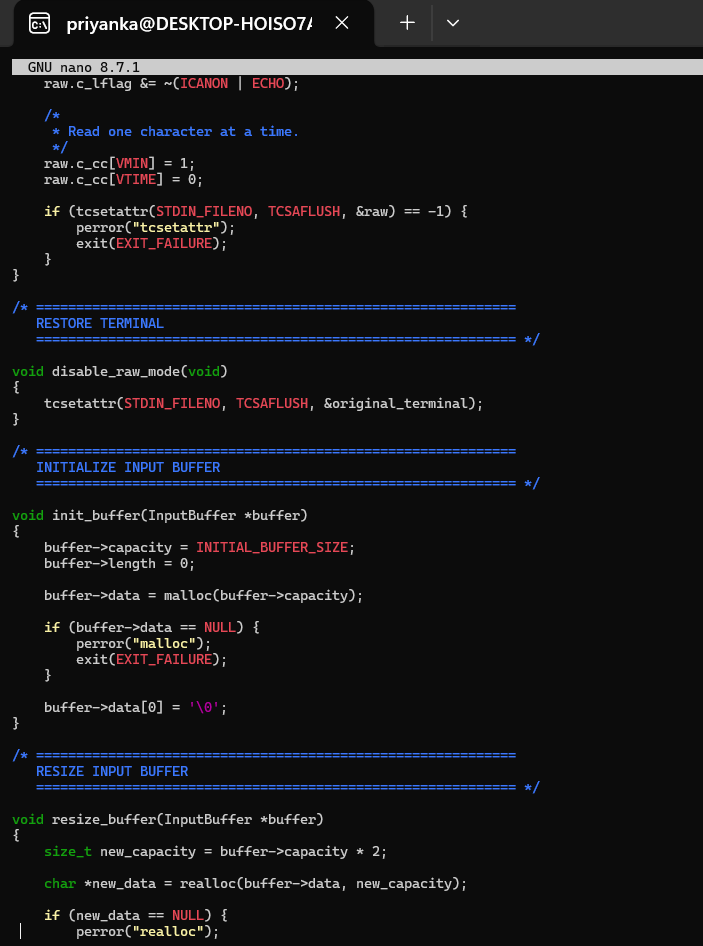 priyanka@DESKTOP-HOISO7
GNU nano 8.7.1
    raw.c_lflag &= ~(ICANON | ECHO);

    /*
     * Read one character at a time.
     */
    raw.c_cc[VMIN] = 1;
    raw.c_cc[VTIME] = 0;

    if (tcsetattr(STDIN_FILENO, TCSAFLUSH, &raw) == -1) {
        perror("tcsetattr");
        exit(EXIT_FAILURE);
    }
}

/* ============================================================
   RESTORE TERMINAL
   ============================================================ */

void disable_raw_mode(void)
{
    tcsetattr(STDIN_FILENO, TCSAFLUSH, &original_terminal);
}

/* ============================================================
   INITIALIZE INPUT BUFFER
   ============================================================ */

void init_buffer(InputBuffer *buffer)
{
    buffer->capacity = INITIAL_BUFFER_SIZE;
    buffer->length = 0;

    buffer->data = malloc(buffer->capacity);

    if (buffer->data == NULL) {
        perror("malloc");
        exit(EXIT_FAILURE);
    }

    buffer->data[0] = '\0';
}

/* ============================================================
   RESIZE INPUT BUFFER
   ============================================================ */

void resize_buffer(InputBuffer *buffer)
{
    size_t new_capacity = buffer->capacity * 2;

    char *new_data = realloc(buffer->data, new_capacity);

    if (new_data == NULL) {
        perror("realloc");